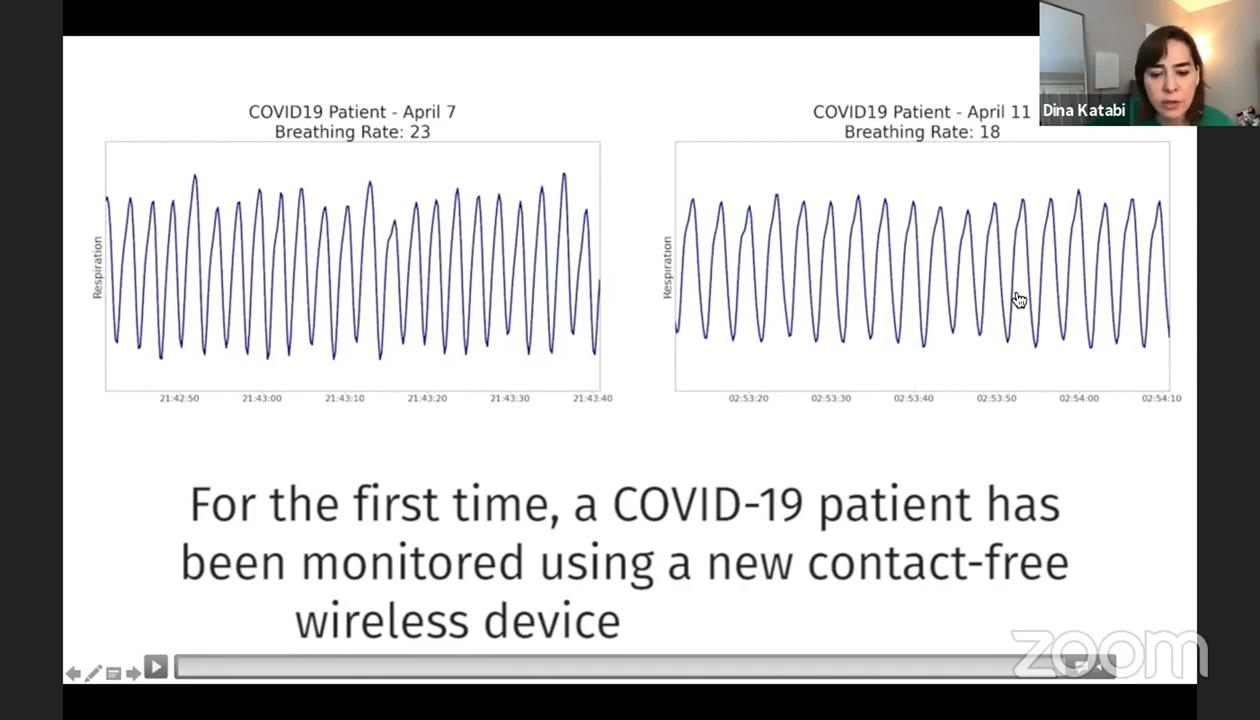 COVID19 Patient - April 7
Breathing Rate: 23
Respiration
21:42:50 21:43:00 21:43:10 21:43:20 21:43:30 21:43:40
COVID19 Patient - April 11
Breathing Rate: 18
Respiration
02:53:20 02:53:30 02:53:40 02:53:50 02:54:00 02:54:10
Dina Katabi
For the first time, a COVID-19 patient has
been monitored using a new contact-free
wireless device
zoom